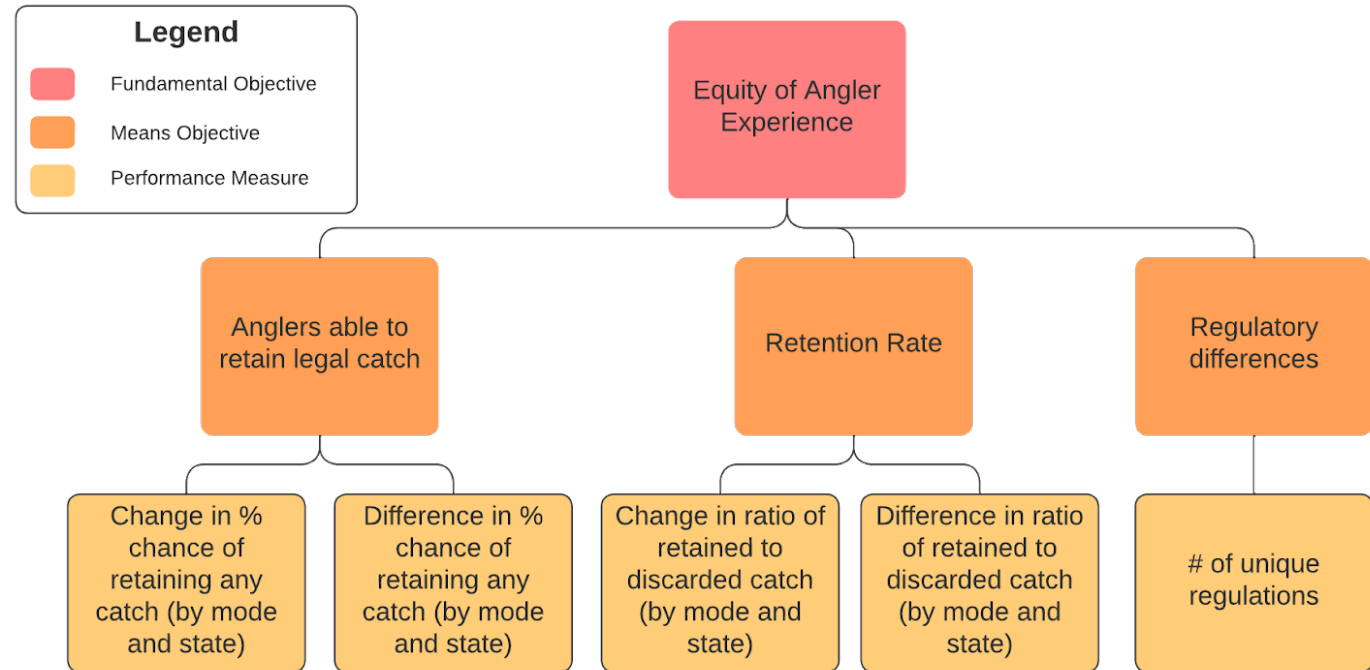 Legend
Fundamental Objective
Means Objective
Performance Measure
Equity of Angler
Experience
Anglers able to
retain legal catch
Retention Rate
Regulatory
differences
Change in %
chance of
retaining any
catch (by mode
and state)
Difference in %
chance of
retaining any
catch (by mode
and state)
Change in ratio of
retained to
discarded catch
(by mode and
state)
Difference in ratio
of retained to
discarded catch
(by mode and
state)
# of unique
regulations